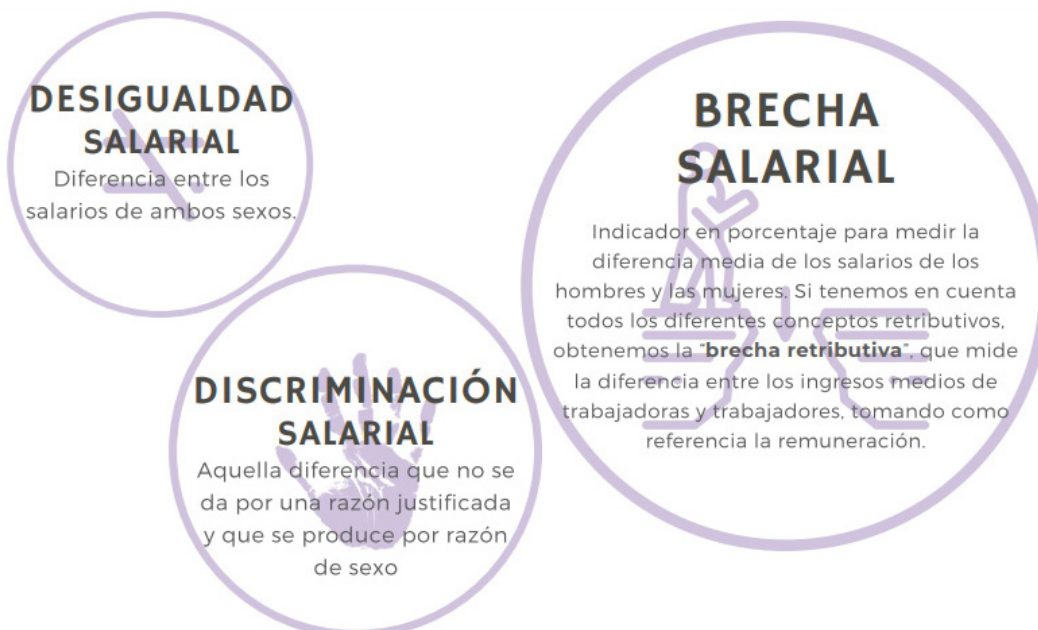 DESIGUALDAD
SALARIAL
Diferencia entre los
salarios de ambos sexos.
DISCRIMINACIÓN
SALARIAL
Aquella diferencia que no se
da por una razón justificada
y que se produce por razón
de sexo
BRECHA
SALARIAL
Indicador en porcentaje para medir la
diferencia media de los salarios de los
hombres y las mujeres. Si tenemos en cuenta
todos los diferentes conceptos retributivos,
obtenemos la "brecha retributiva", que mide
la diferencia entre los ingresos medios de
trabajadoras y trabajadores, tomando como
referencia la remuneración.